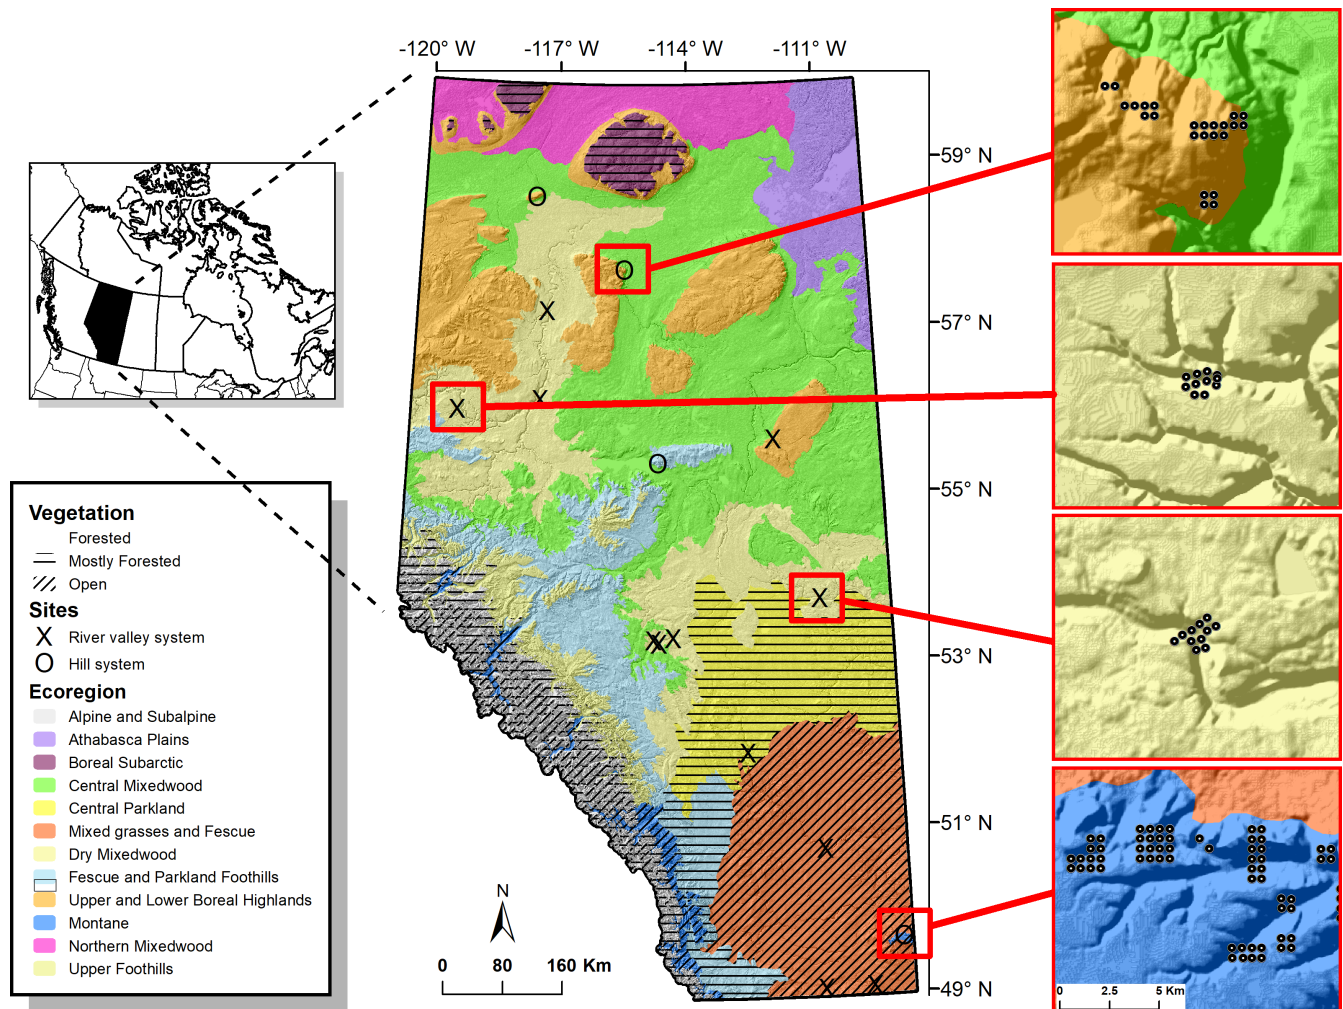 -120° W -117° W -114° W -111° W
59° N
O
O
X
57° N
X
X
X
O
55° N
Vegetation
Forested
Mostly Forested
Open
Sites
X River valley system
O Hill system
Ecoregion
Alpine and Subalpine
Athabasca Plains
Boreal Subarctic
Central Mixedwood
Central Parkland
Mixed grasses and Fescue
Dry Mixedwood
Fescue and Parkland Foothills
Upper and Lower Boreal Highlands
Montane
Northern Mixedwood
Upper Foothills
X
X X X
53° N
X
51° N
X
N
O
0 80 160 Km
X X
49° N
0 2.5 5 Km